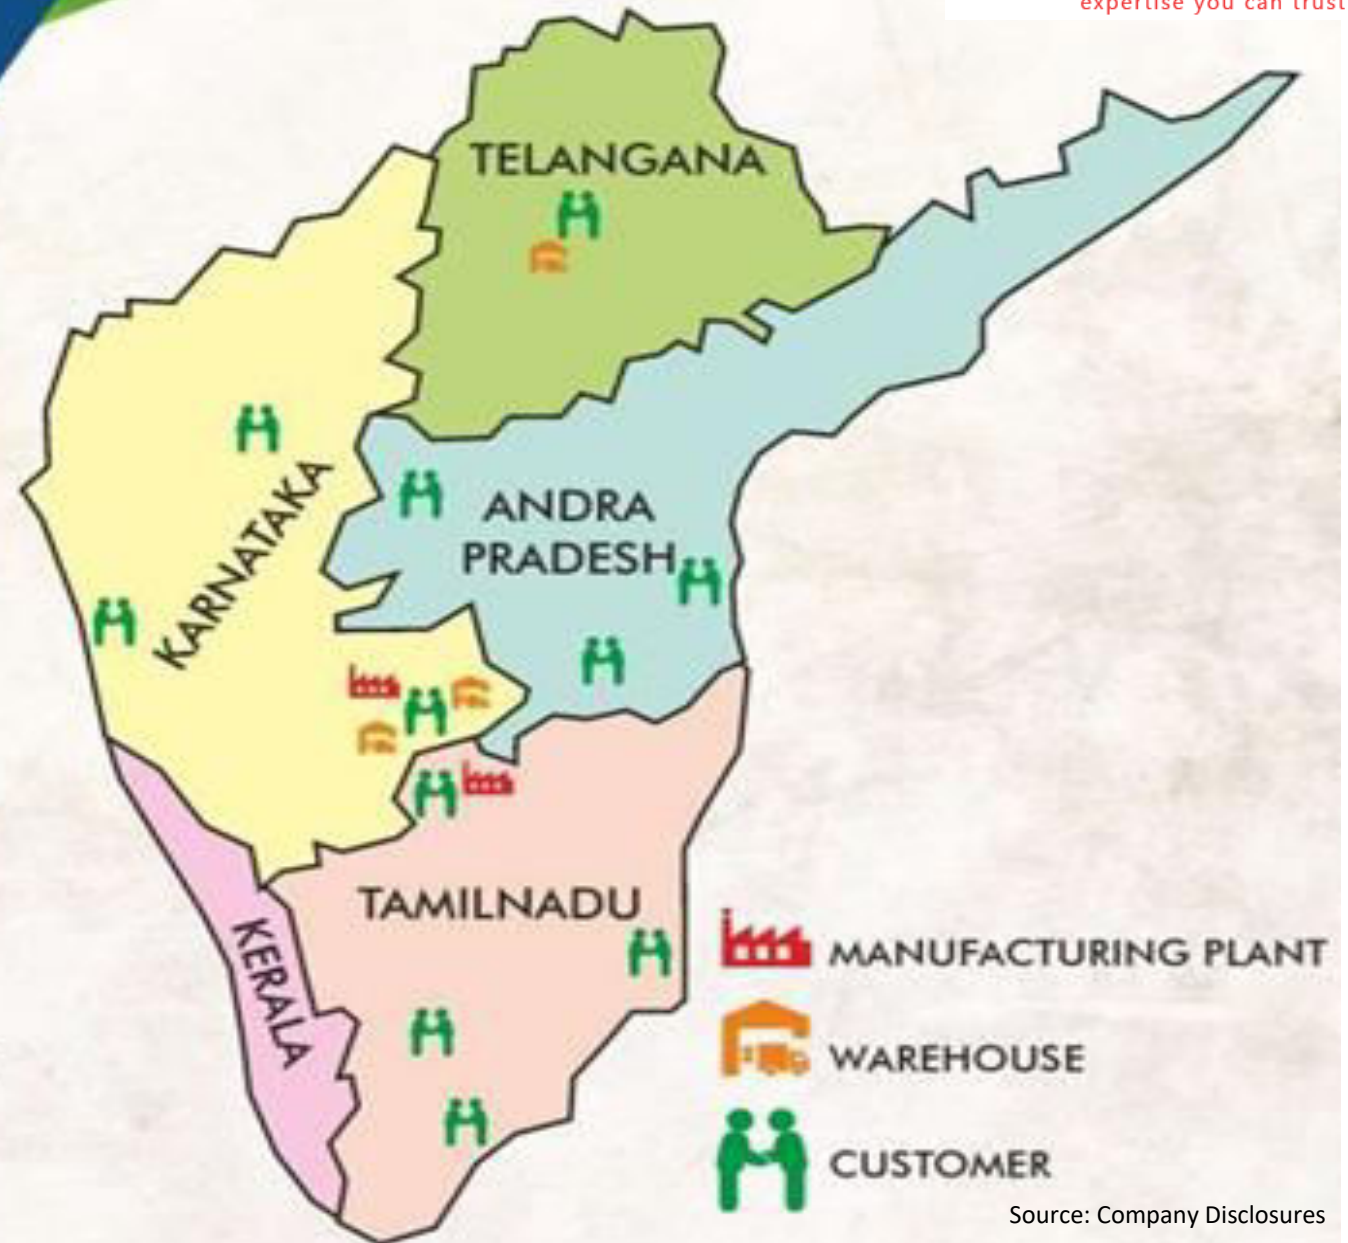 expertise you can trust
TELANGANA
KARNATAKA
ANDRA
PRADESH
TAMILNADU
KERALA
MANUFACTURING PLANT
WAREHOUSE
CUSTOMER
Source: Company Disclosures